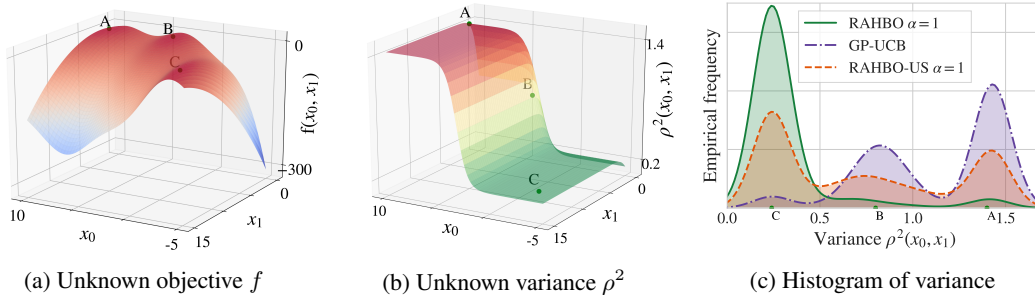 A
B
C
0
300
f(x₀, x₁)
10
x₀
-5
15
x₁
0
(a) Unknown objective f
A
B
C
1.4
0.2
ρ²(x₀, x₁)
10
x₀
-5
15
x₁
0
(b) Unknown variance ρ²
RAHBO α = 1
GP-UCB
RAHBO-US α = 1
Empirical frequency
0.0 C 0.5 B 1.0 A 1.5
Variance ρ²(x₀, x₁)
(c) Histogram of variance